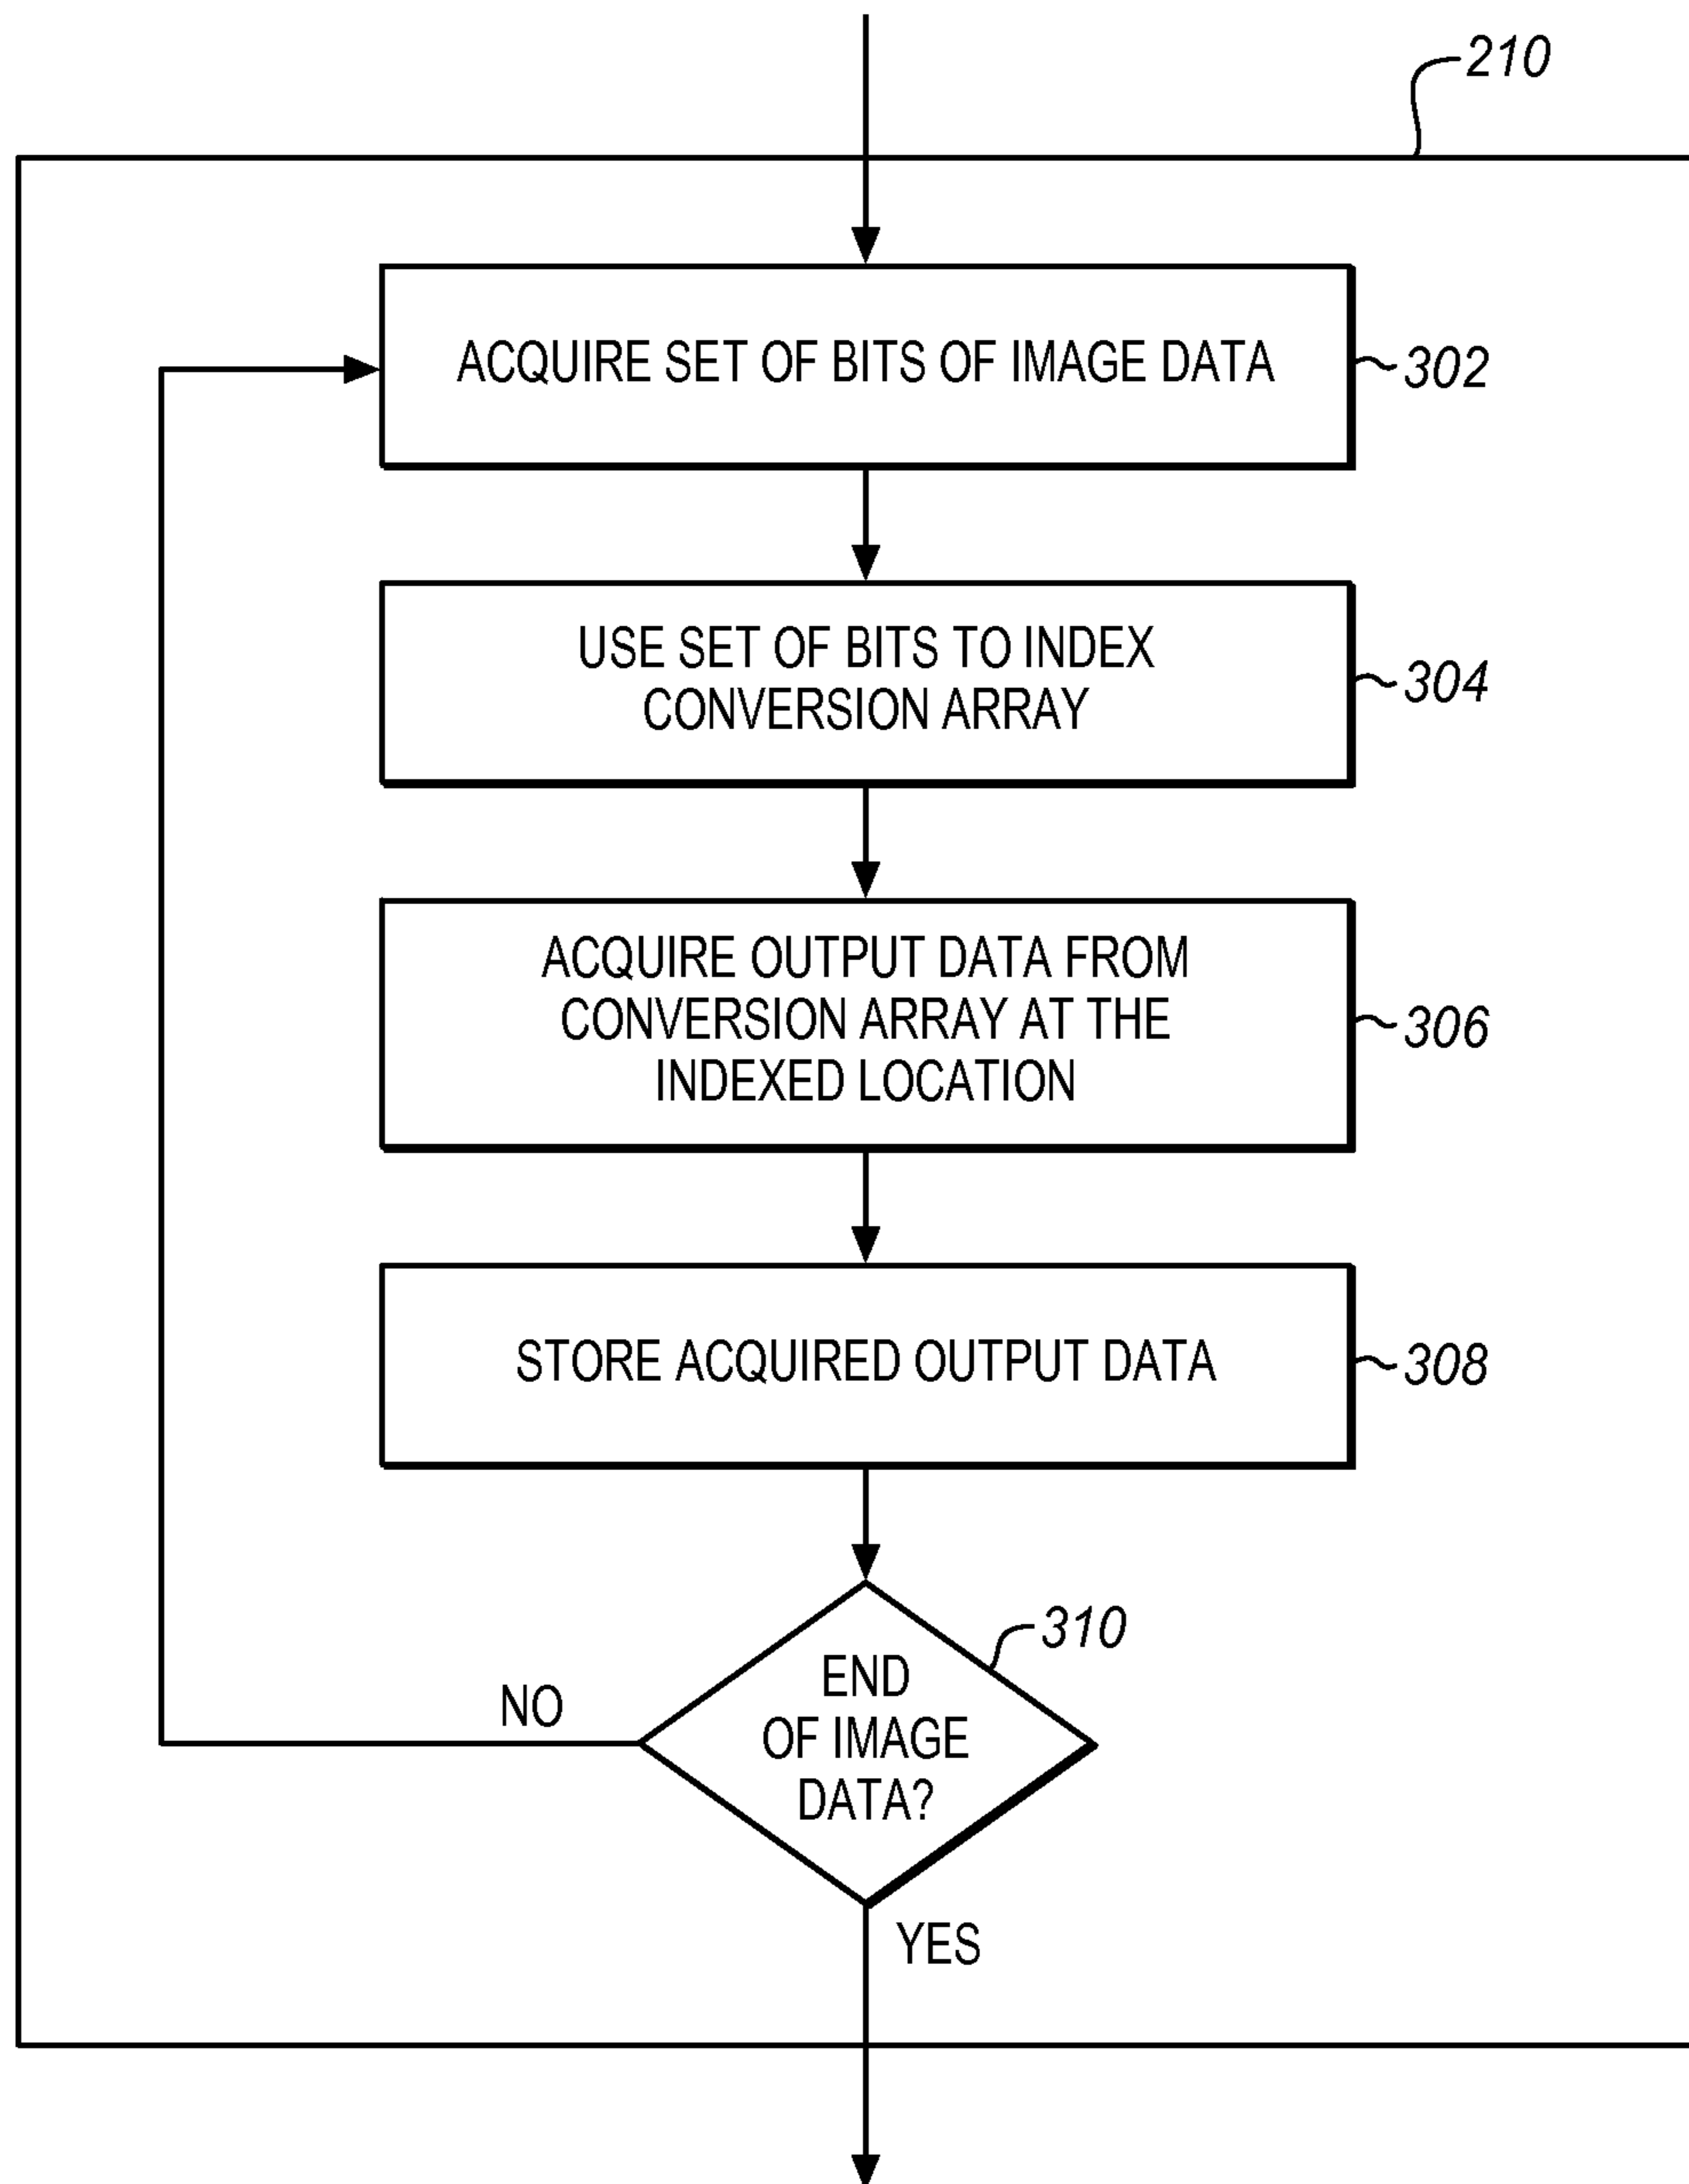 210
ACQUIRE SET OF BITS OF IMAGE DATA
302
USE SET OF BITS TO INDEX
CONVERSION ARRAY
304
ACQUIRE OUTPUT DATA FROM
CONVERSION ARRAY AT THE
INDEXED LOCATION
306
STORE ACQUIRED OUTPUT DATA
308
310
END
OF IMAGE
DATA?
NO
YES